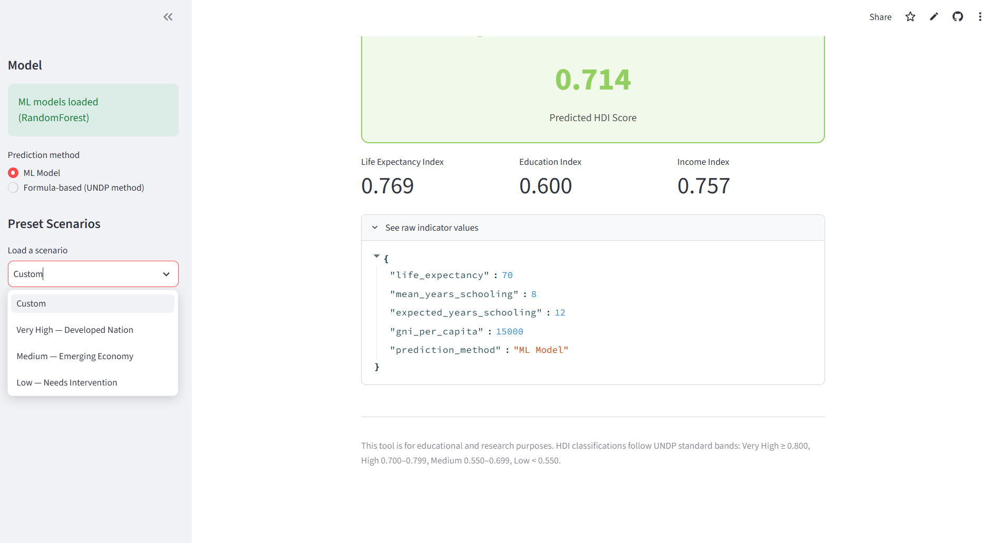 Share
Model
ML models loaded
(RandomForest)
Prediction method
ML Model
Formula-based (UNDP method)
Preset Scenarios
Load a scenario
Custom
Custom
Very High — Developed Nation
Medium — Emerging Economy
Low — Needs Intervention
0.714
Predicted HDI Score
Life Expectancy Index
0.769
Education Index
0.600
Income Index
0.757
See raw indicator values
{
"life_expectancy" : 70
"mean_years_schooling" : 8
"expected_years_schooling" : 12
"gni_per_capita" : 15000
"prediction_method" : "ML Model"
}
This tool is for educational and research purposes. HDI classifications follow UNDP standard bands: Very High ≥ 0.800,
High 0.700–0.799, Medium 0.550–0.699, Low < 0.550.